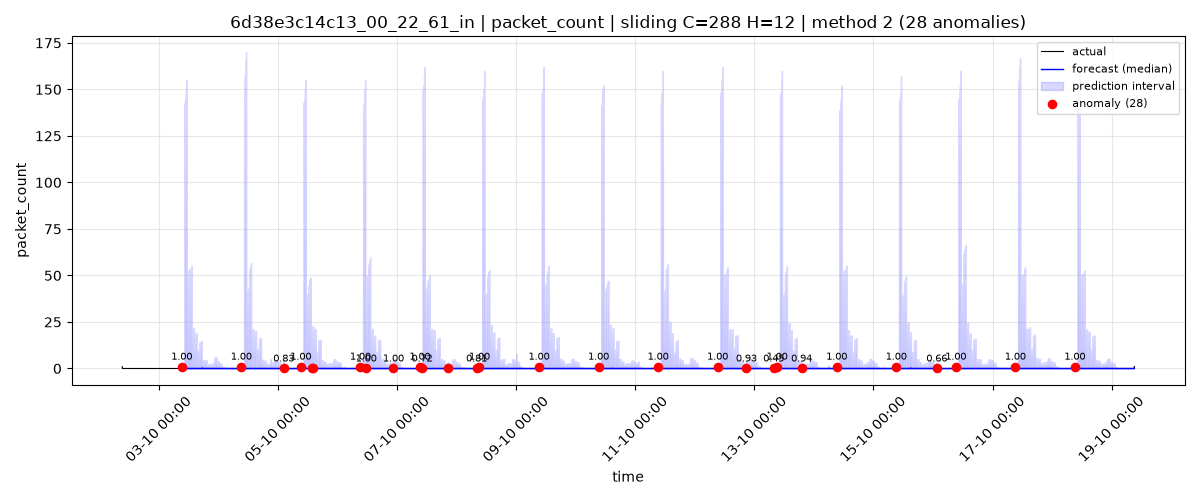 6d38e3c14c13_00_22_61_in | packet_count | sliding C=288 H=12 | method 2 (28 anomalies)
actual
forecast (median)
prediction interval
anomaly (28)
packet_count
175
150
125
100
75
50
25
0
1.00 1.00 0.83 1.00 1.00 1.00 0.72 1.00 1.00 1.00 1.00 1.00 0.93 1.00 0.94 1.00 1.00 0.66 1.00 1.00 1.00
03-10 00:00
05-10 00:00
07-10 00:00
09-10 00:00
11-10 00:00
13-10 00:00
15-10 00:00
17-10 00:00
19-10 00:00
time